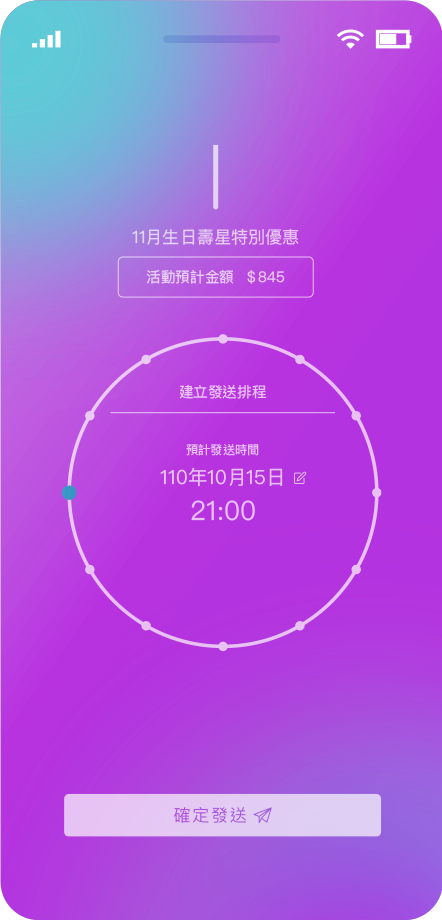 11月生日壽星特別優惠
活動預計金額 $845
建立發送排程
預計發送時間
110年10月15日
21:00
確定發送